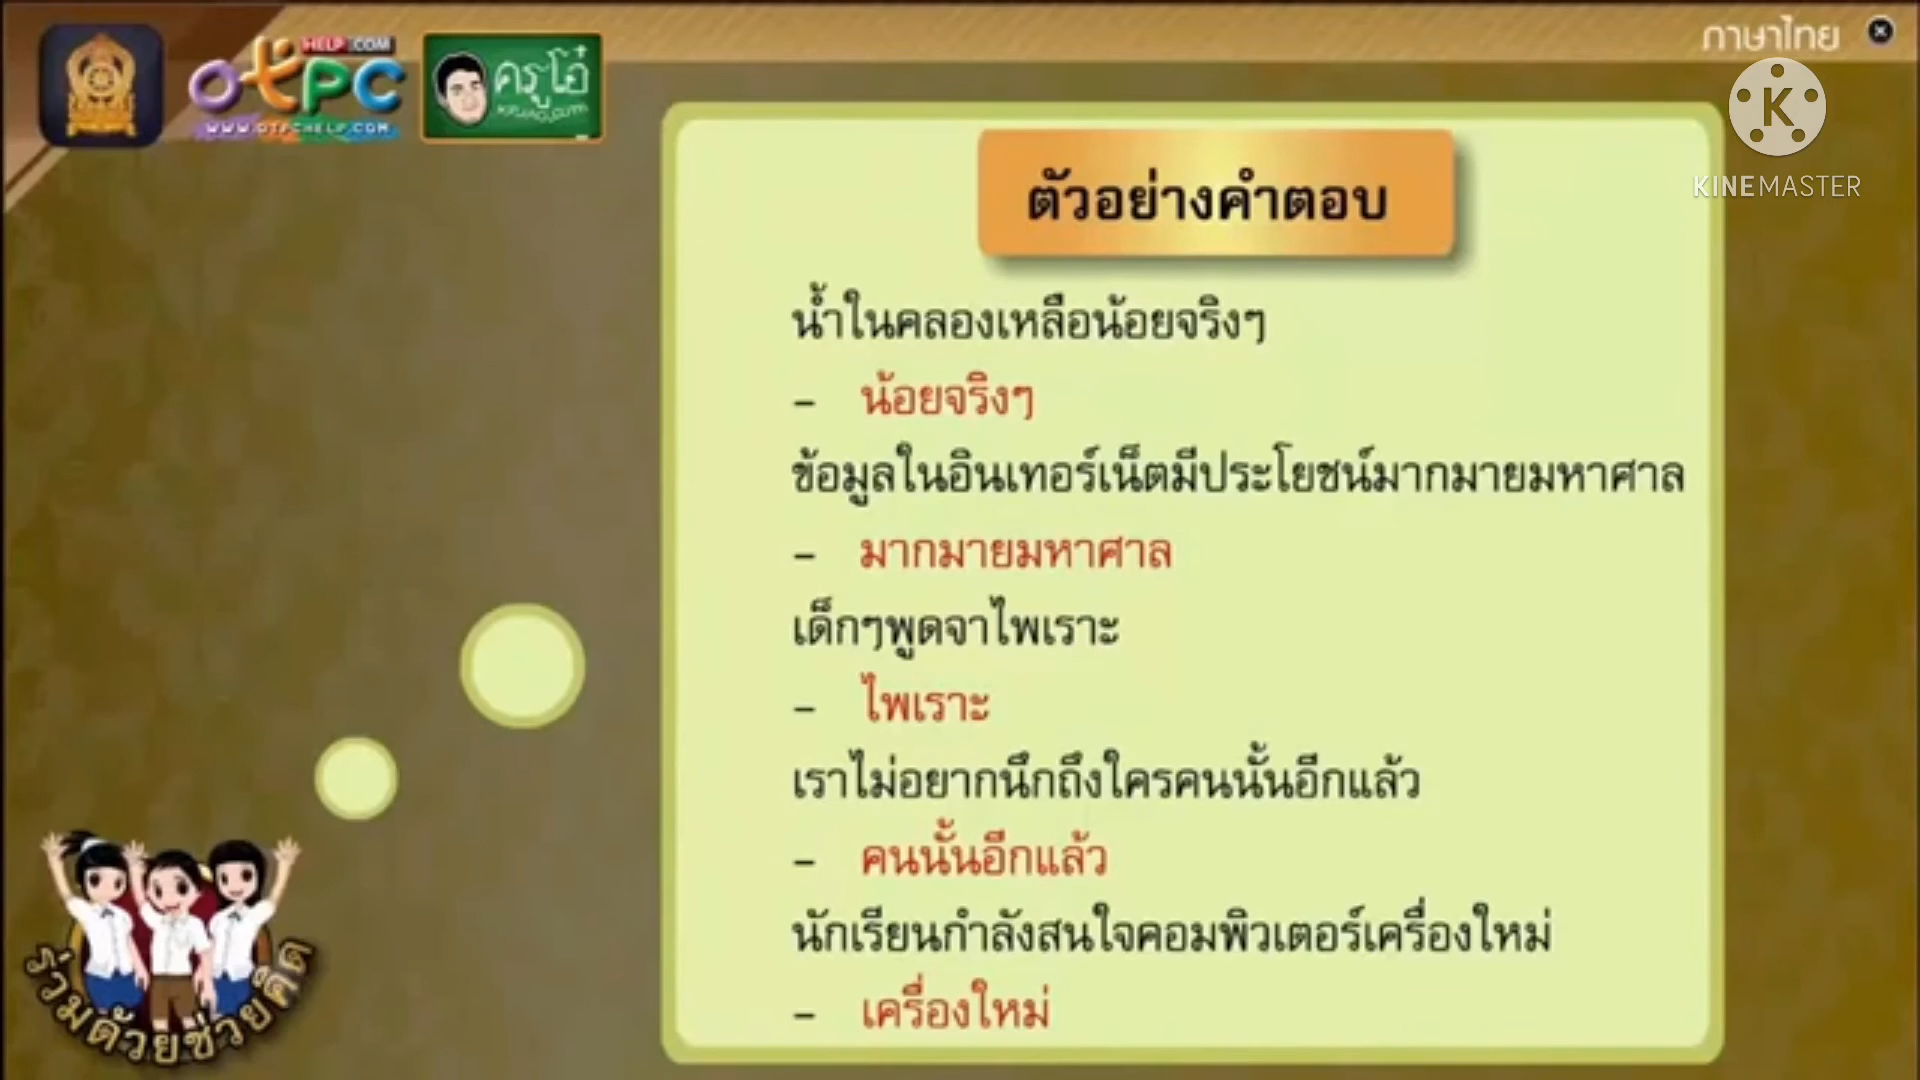 ภาษาไทย
HELP.COM
otpc
WWW.OTPCHELP.COM
ครูโอ๋
KINEMASTER
ตัวอย่างคำตอบ
น้ำในคลองเหลือน้อยจริงๆ
– น้อยจริงๆ
ข้อมูลในอินเทอร์เน็ตมีประโยชน์มากมายมหาศาล
– มากมายมหาศาล
เด็กๆพูดจาไพเราะ
– ไพเราะ
เราไม่อยากนึกถึงใครคนนั้นอีกแล้ว
– คนนั้นอีกแล้ว
นักเรียนกำลังสนใจคอมพิวเตอร์เครื่องใหม่
– เครื่องใหม่
ร่วมด้วยช่วยคิด